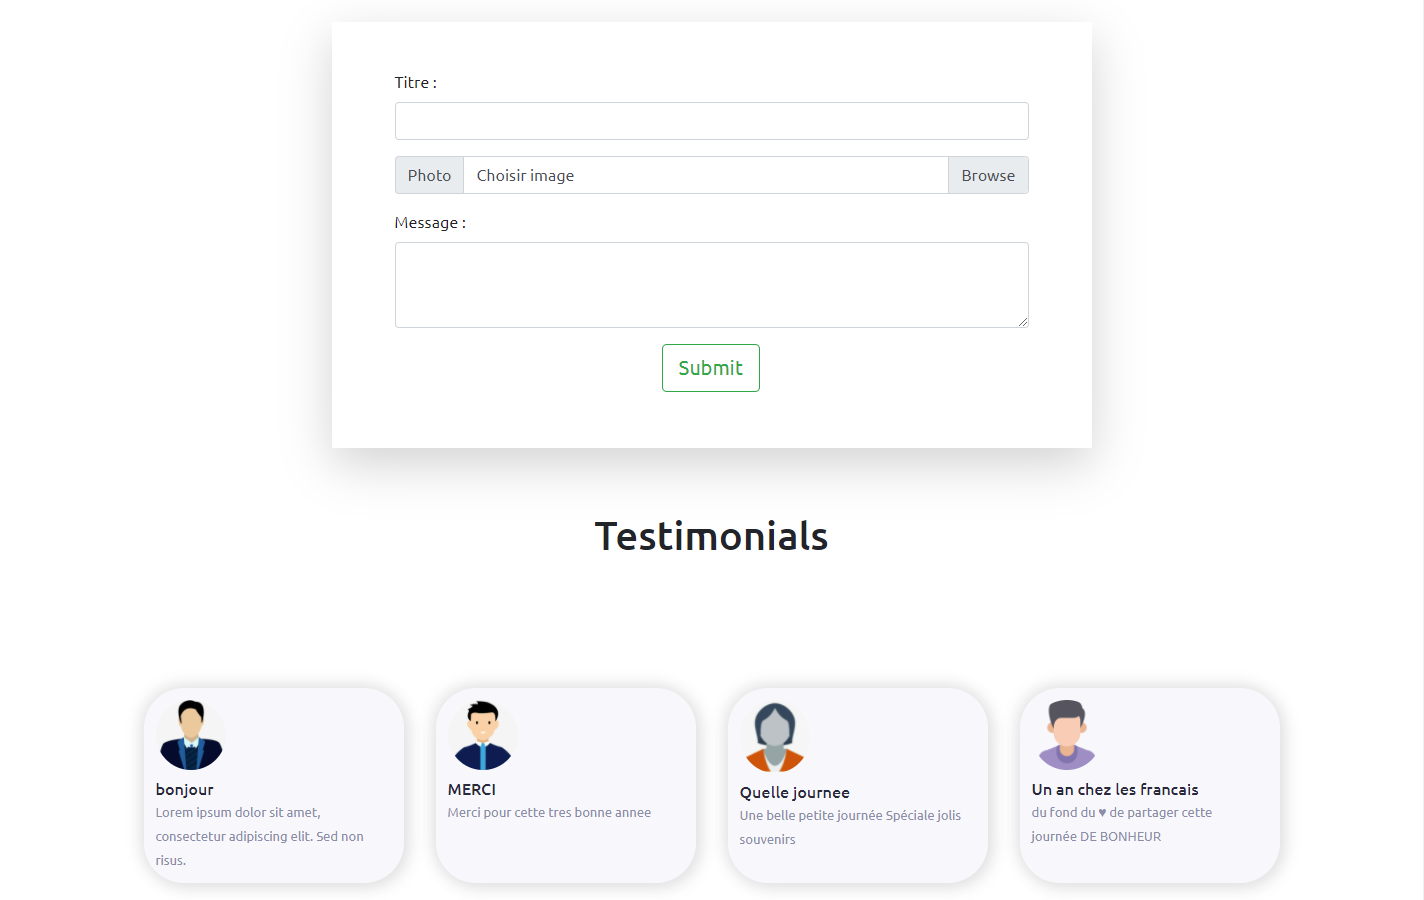 Titre :
Photo Choisir image Browse
Message :
Submit
Testimonials
bonjour
Lorem ipsum dolor sit amet,
consectetur adipiscing elit. Sed non
risus.
MERCI
Merci pour cette tres bonne annee
Quelle journee
Une belle petite journée Spéciale jolis
souvenirs
Un an chez les francais
du fond du ♥ de partager cette
journée DE BONHEUR